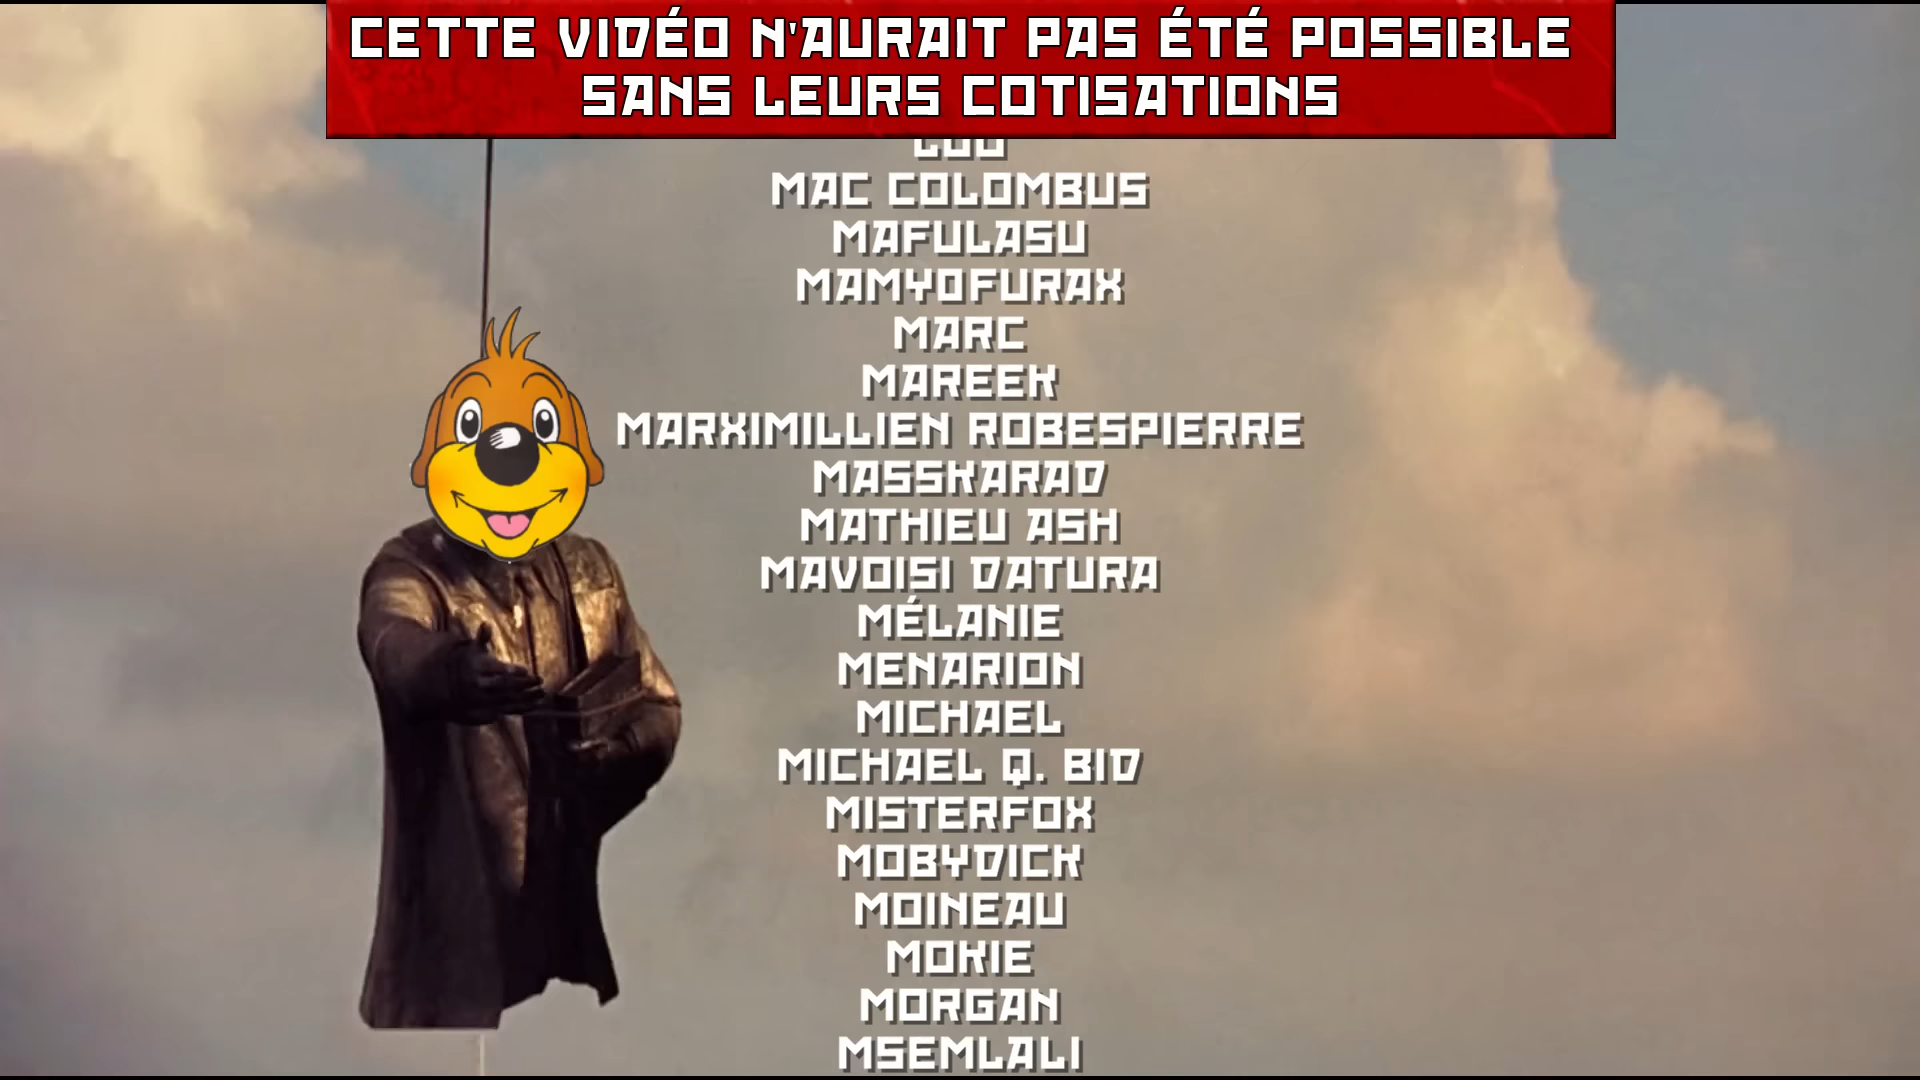 CETTE VIDÉO N'AURAIT PAS ÉTÉ POSSIBLE
SANS LEURS COTISATIONS
MAC COLOMBUS
MAFULASU
MAMYOFURAX
MARC
MAREEK
MARXIMILLIEN ROBESPIERRE
MASSKARAD
MATHIEU ASH
MAVOISI DATURA
MÉLANIE
MENARION
MICHAEL
MICHAEL Q. BID
MISTERFOX
MOBYDICK
MOINEAU
MOKIE
MORGAN
MSEMLALI